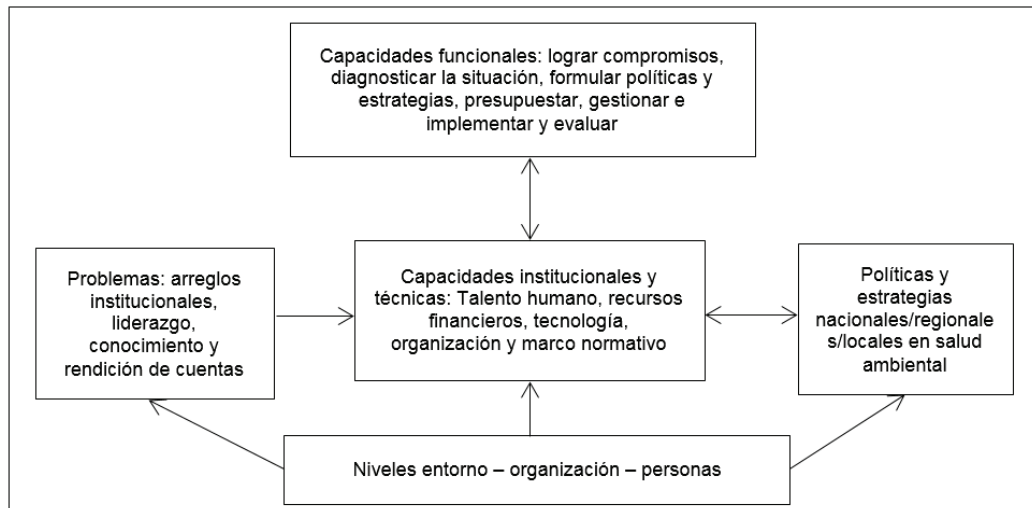 Capacidades funcionales: lograr compromisos,
diagnosticar la situación, formular políticas y
estrategias, presupuestar, gestionar e
implementar y evaluar
Problemas: arreglos
institucionales,
liderazgo,
conocimiento y
rendición de cuentas
Capacidades institucionales y
técnicas: Talento humano, recursos
financieros, tecnología,
organización y marco normativo
Políticas y
estrategias
nacionales/regionale
s/locales en salud
ambiental
Niveles entorno – organización – personas